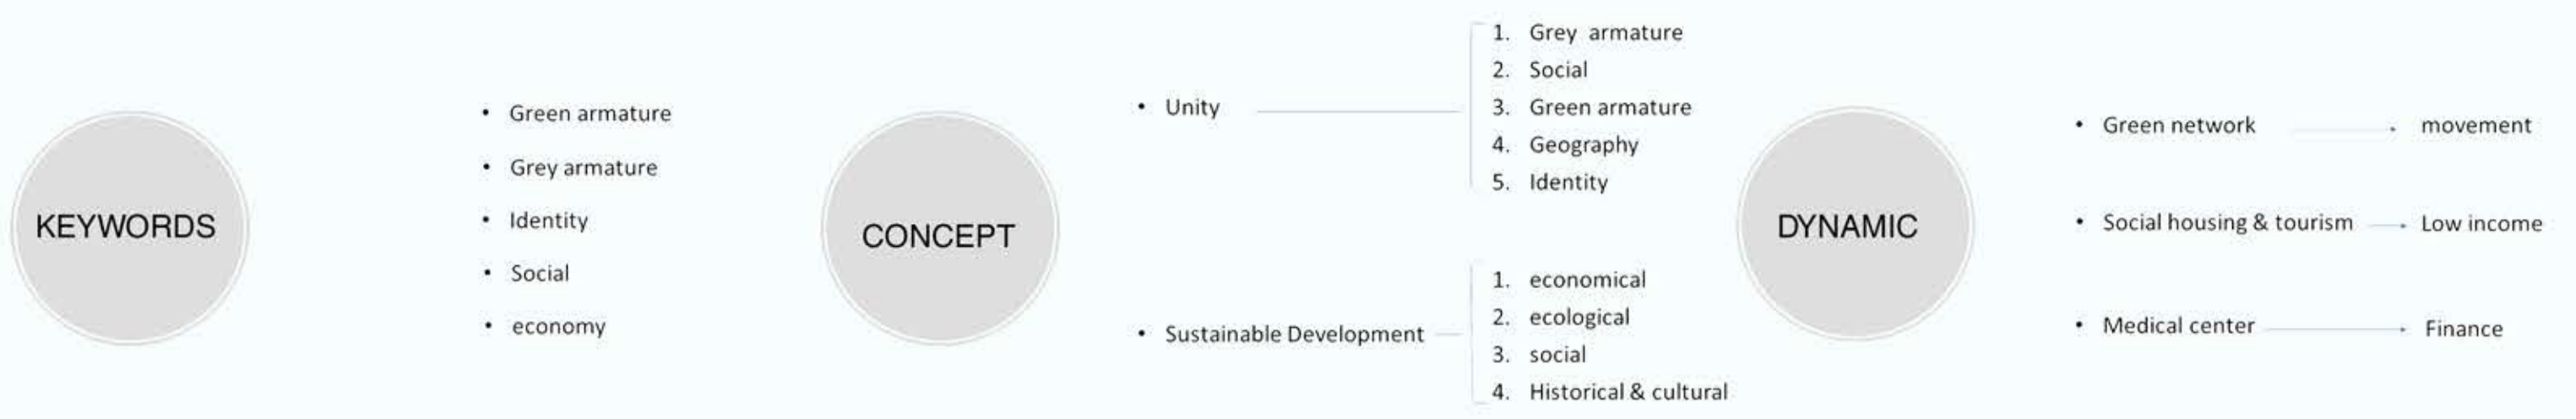 KEYWORDS
• Green armature
• Grey armature
• Identity
• Social
• economy
CONCEPT
• Unity
1. Grey armature
2. Social
3. Green armature
4. Geography
5. Identity
• Sustainable Development
1. economical
2. ecological
3. social
4. Historical & cultural
DYNAMIC
• Green network
movement
• Social housing & tourism
Low income
• Medical center
Finance